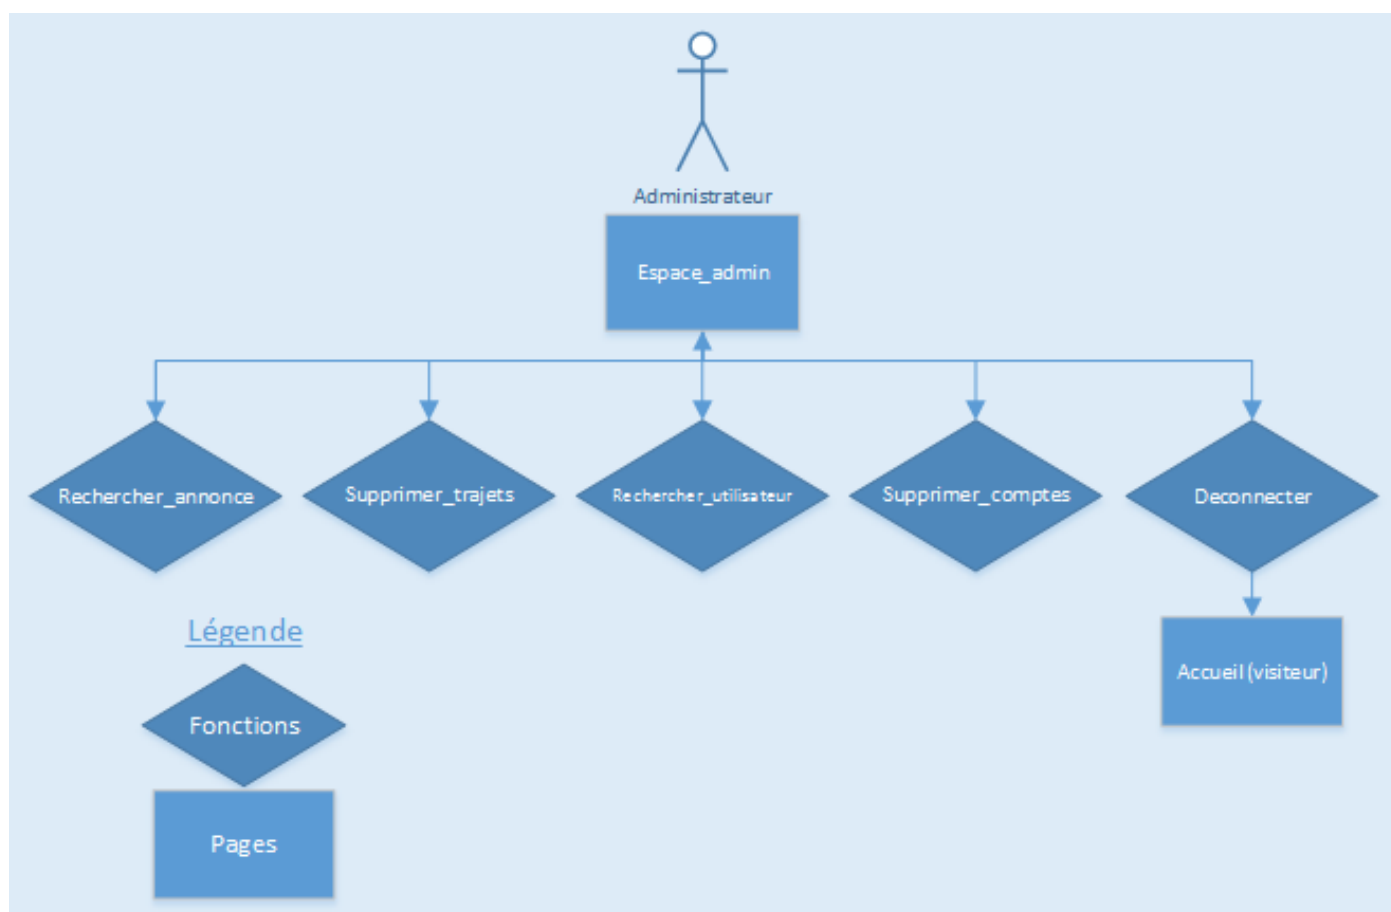 Administrateur
Espace_admin
Rechercher_annonce
Supprimer_trajets
Rechercher_utilisateur
Supprimer_comptes
Deconnecter
Légende
Accueil (visiteur)
Fonctions
Pages